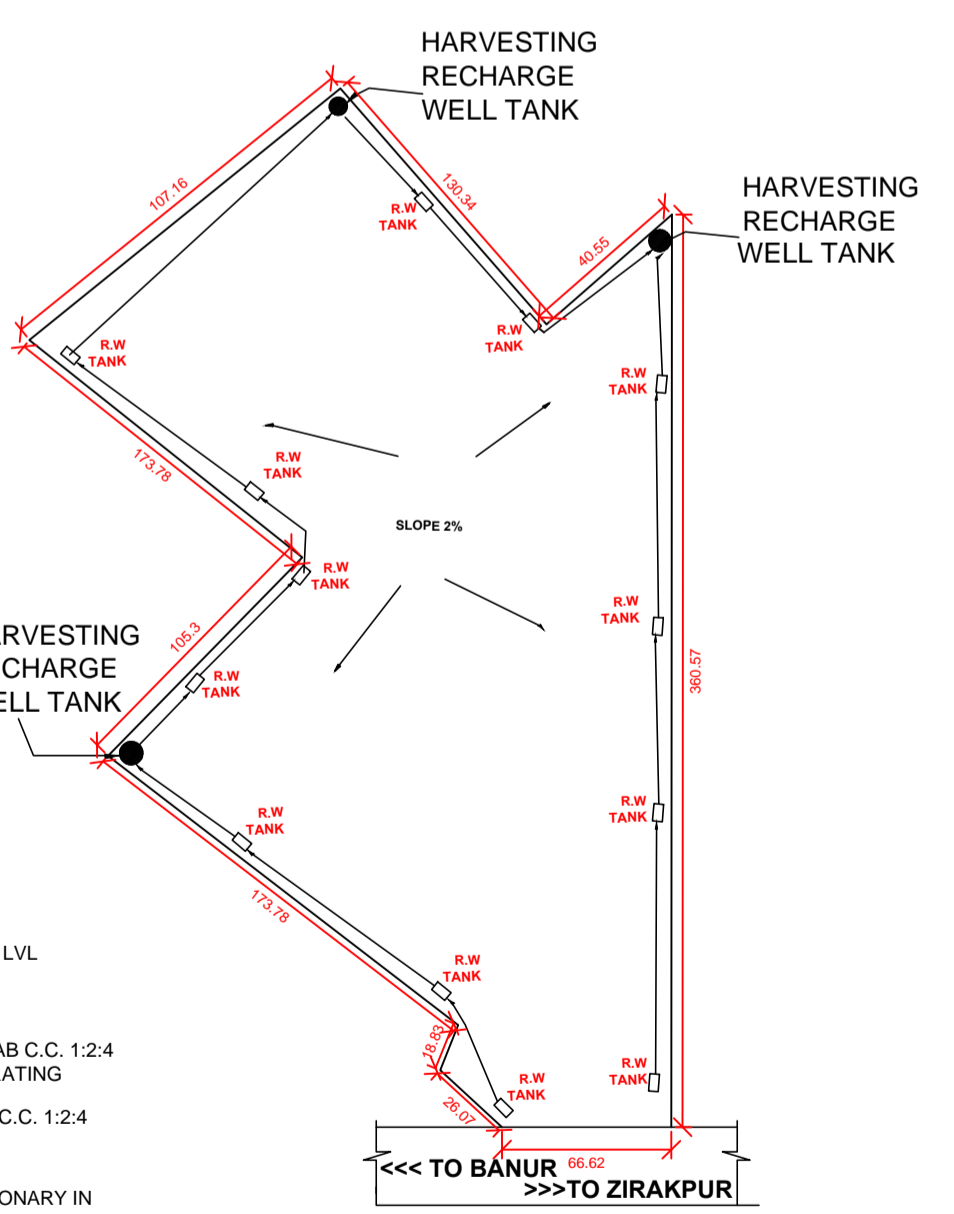 HARVESTING
RECHARGE
WELL TANK
107.16
130.34
R.W
TANK
HARVESTING
RECHARGE
WELL TANK
40.55
R.W
TANK
R.W
TANK
R.W
TANK
173.78
R.W
TANK
SLOPE 2%
R.W
TANK
R.W
TANK
105.3
ARVESTING
CHARGE
ELL TANK
R.W
TANK
360.57
R.W
TANK
R.W
TANK
173.78
LVL
R.W
TANK
AB C.C. 1:2:4
ATING
18.83
R.W
TANK
R.W
TANK
26.07
C.C. 1:2:4
66.62
<<< TO BANUR
>>>TO ZIRAKPUR
ONARY IN